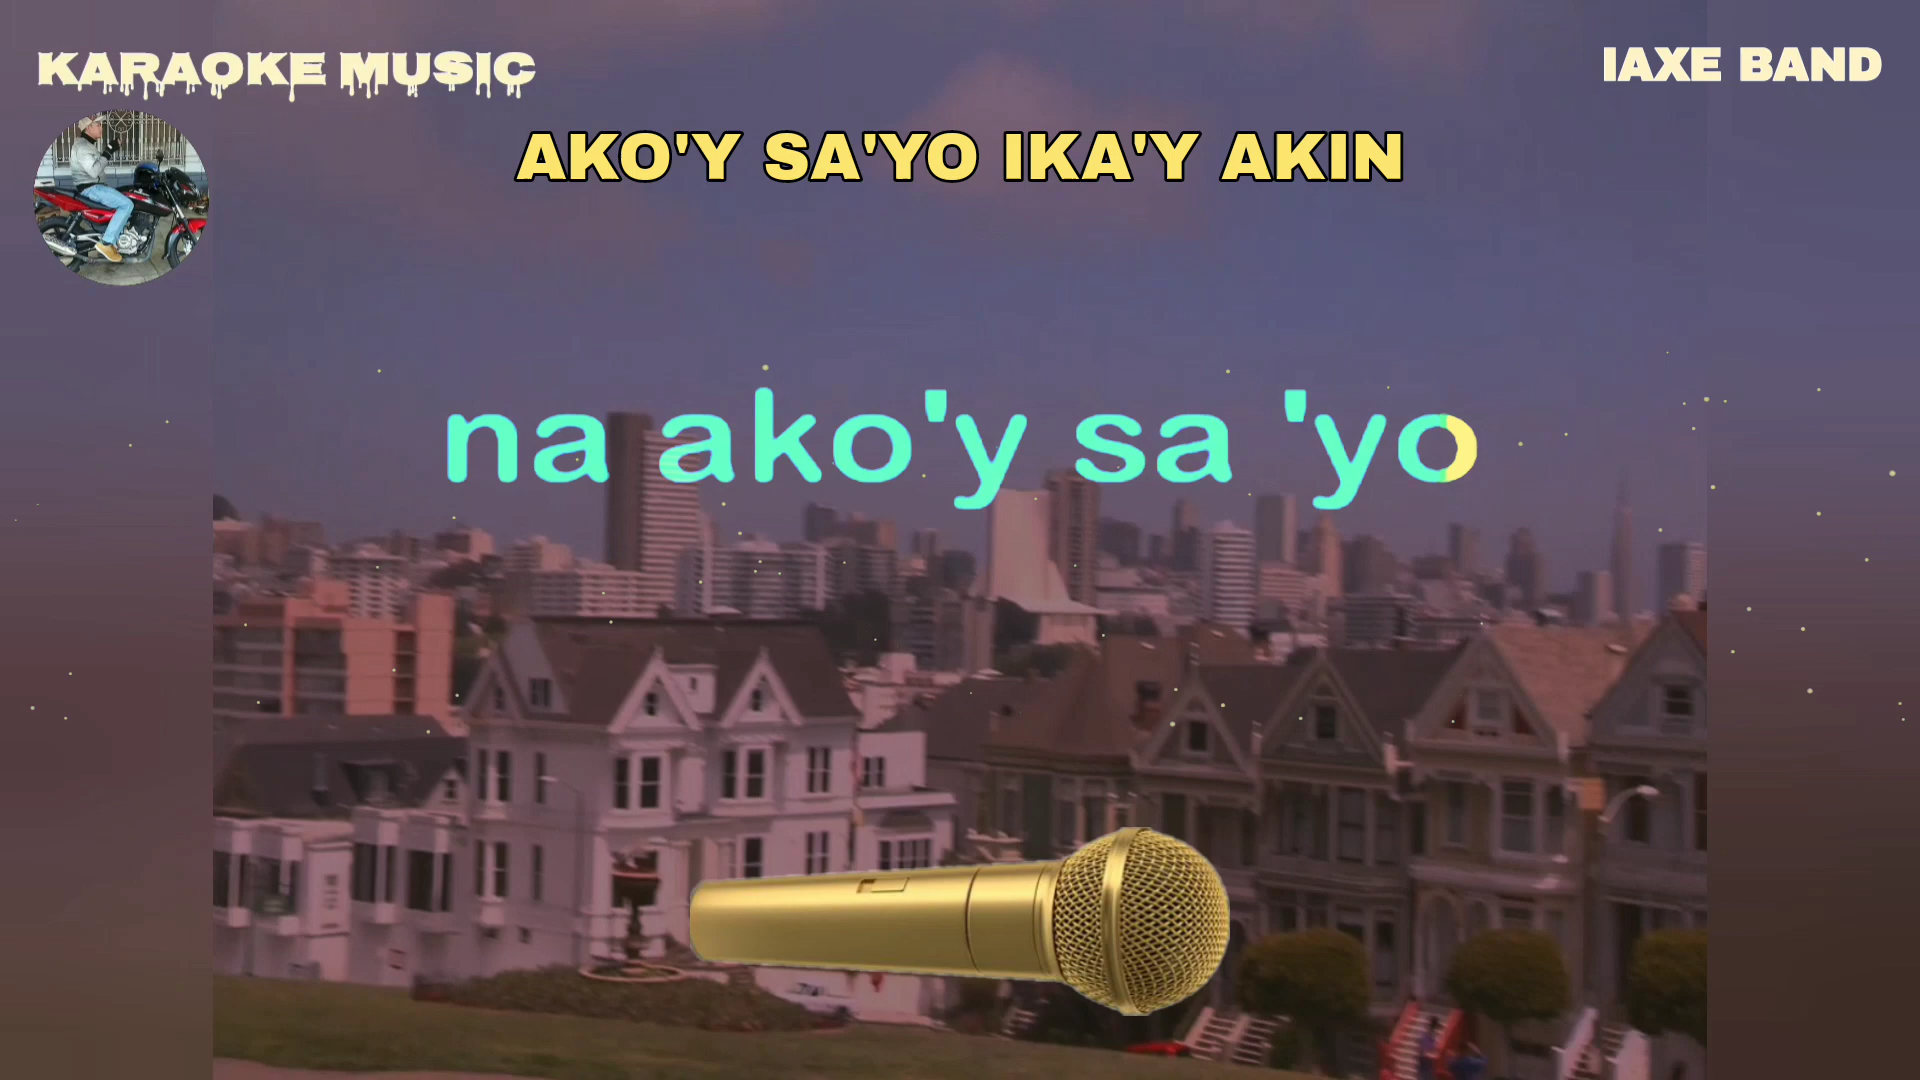 KARAOKE MUSIC
IAXE BAND
AKO'Y SA'YO IKA'Y AKIN
na ako'y sa 'yo